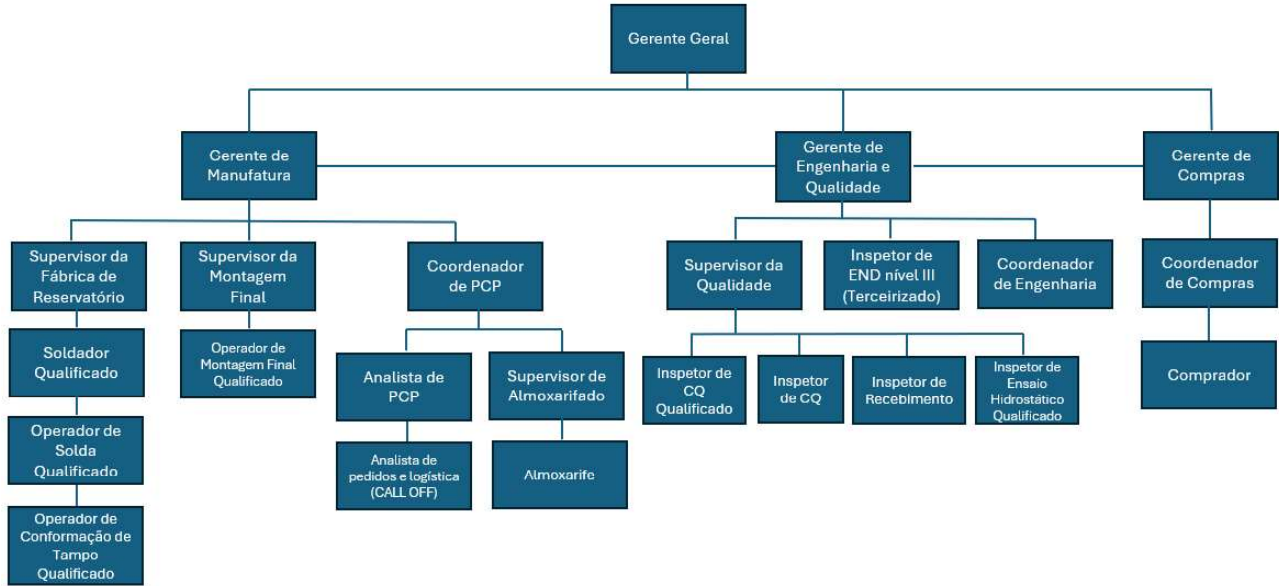 Gerente Geral
Gerente de
Manufatura
Gerente de
Engenharia e
Qualidade
Gerente de
Compras
Supervisor da
Fábrica de
Reservatório
Supervisor da
Montagem
Final
Coordenador
de PCP
Supervisor da
Qualidade
Inspetor de
END nível III
(Terceirizado)
Coordenador
de Engenharia
Coordenador
de Compras
Soldador
Qualificado
Operador de
Montagem Final
Qualificado
Analista de
PCP
Supervisor de
Almoxarifado
Inspetor de
CQ
Qualificado
Inspetor
de CQ
Inspetor de
Recebimento
Inspetor de
Ensaio
Hidrostático
Qualificado
Comprador
Operador de
Solda
Qualificado
Analista de
pedidos e logística
(CALL OFF)
Almoxarife
Operador de
Conformação de
Tampo
Qualificado